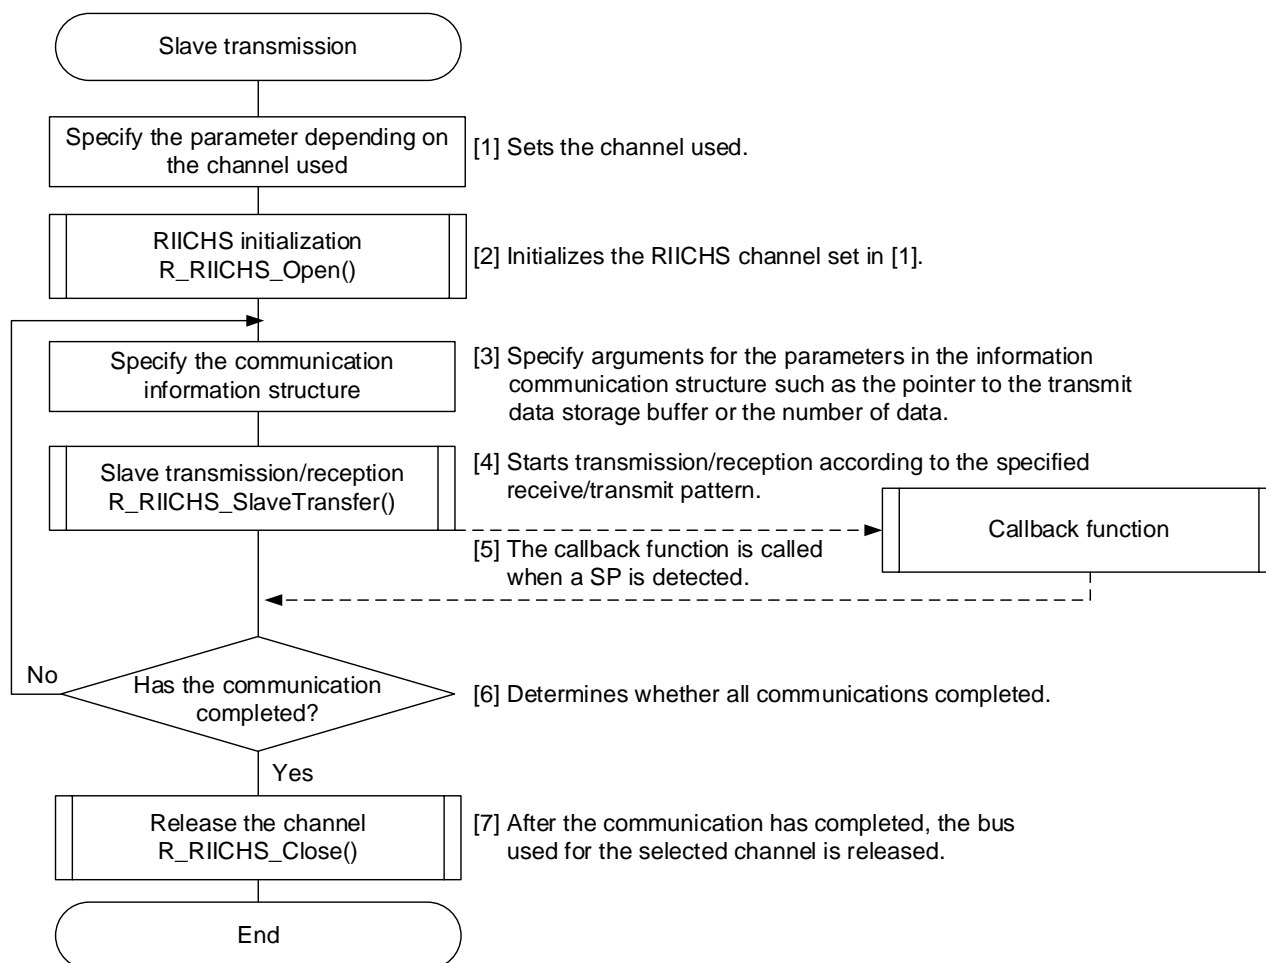 Slave transmission
Specify the parameter depending on
the channel used
[1] Sets the channel used.
RIICHS initialization
R_RIICHS_Open()
[2] Initializes the RIICHS channel set in [1].
Specify the communication
information structure
[3] Specify arguments for the parameters in the information
communication structure such as the pointer to the transmit
data storage buffer or the number of data.
Slave transmission/reception
R_RIICHS_SlaveTransfer()
[4] Starts transmission/reception according to the specified
receive/transmit pattern.
Callback function
[5] The callback function is called
when a SP is detected.
No
Has the communication
completed?
[6] Determines whether all communications completed.
Yes
Release the channel
R_RIICHS_Close()
[7] After the communication has completed, the bus
used for the selected channel is released.
End